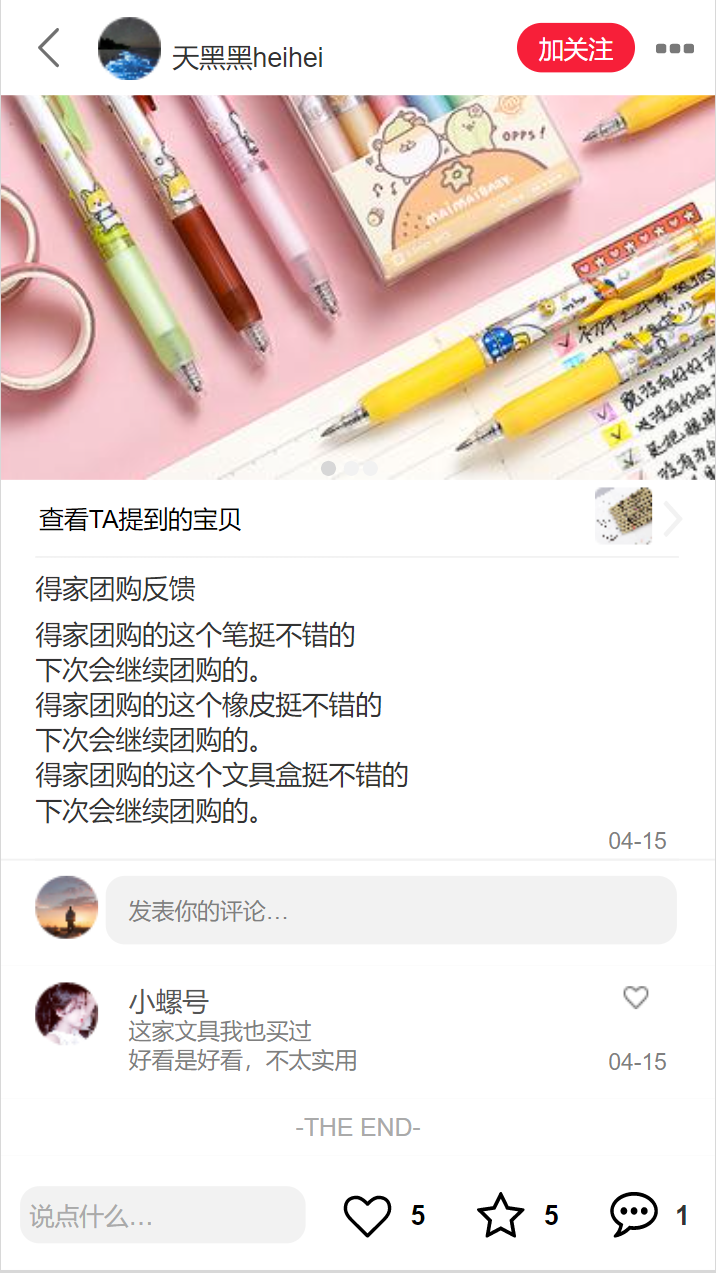 天黑黑heihei
加关注
OPPS!
MAIMAIBABY.
查看TA提到的宝贝
得家团购反馈
得家团购的这个笔挺不错的
下次会继续团购的。
得家团购的这个橡皮挺不错的
下次会继续团购的。
得家团购的这个文具盒挺不错的
下次会继续团购的。
04-15
发表你的评论…
小螺号
这家文具我也买过
好看是好看，不太实用
04-15
-THE END-
说点什么…
5
5
1